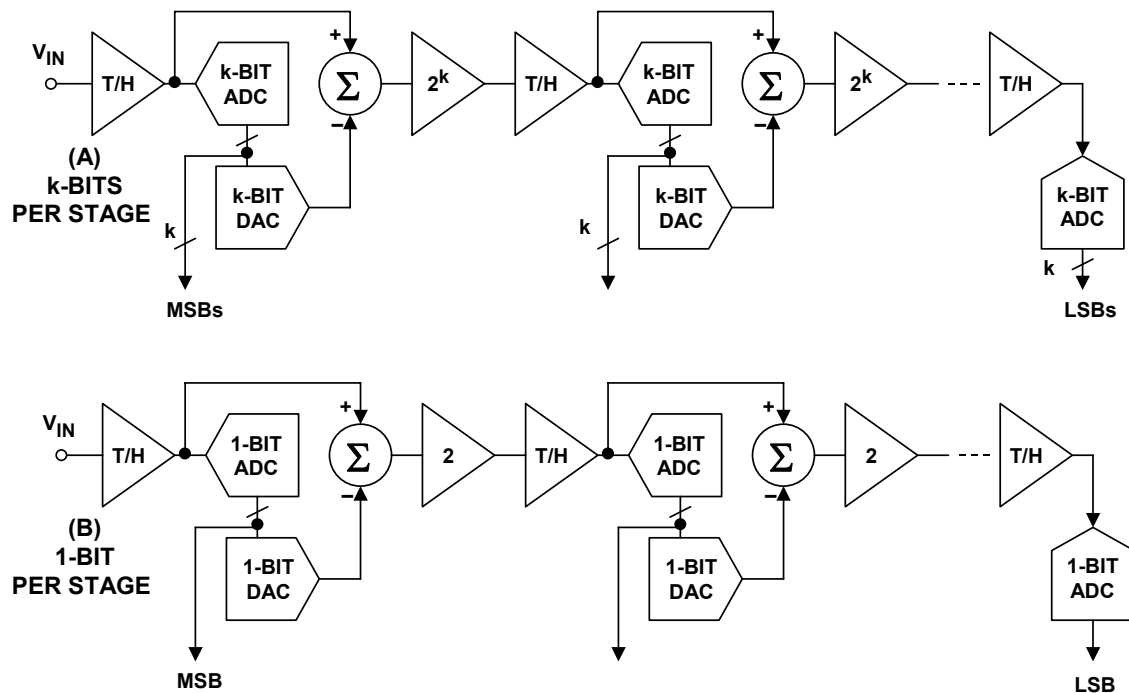 V_IN
T/H
k-BIT
ADC
+
Σ
−
2^k
T/H
k-BIT
ADC
+
Σ
−
2^k
T/H
(A)
k-BITS
PER STAGE
k-BIT
DAC
k
k-BIT
DAC
k
k-BIT
ADC
k
MSBs
LSBs
V_IN
T/H
1-BIT
ADC
+
Σ
−
2
T/H
1-BIT
ADC
+
Σ
−
2
T/H
(B)
1-BIT
PER STAGE
1-BIT
DAC
1-BIT
DAC
1-BIT
ADC
MSB
LSB